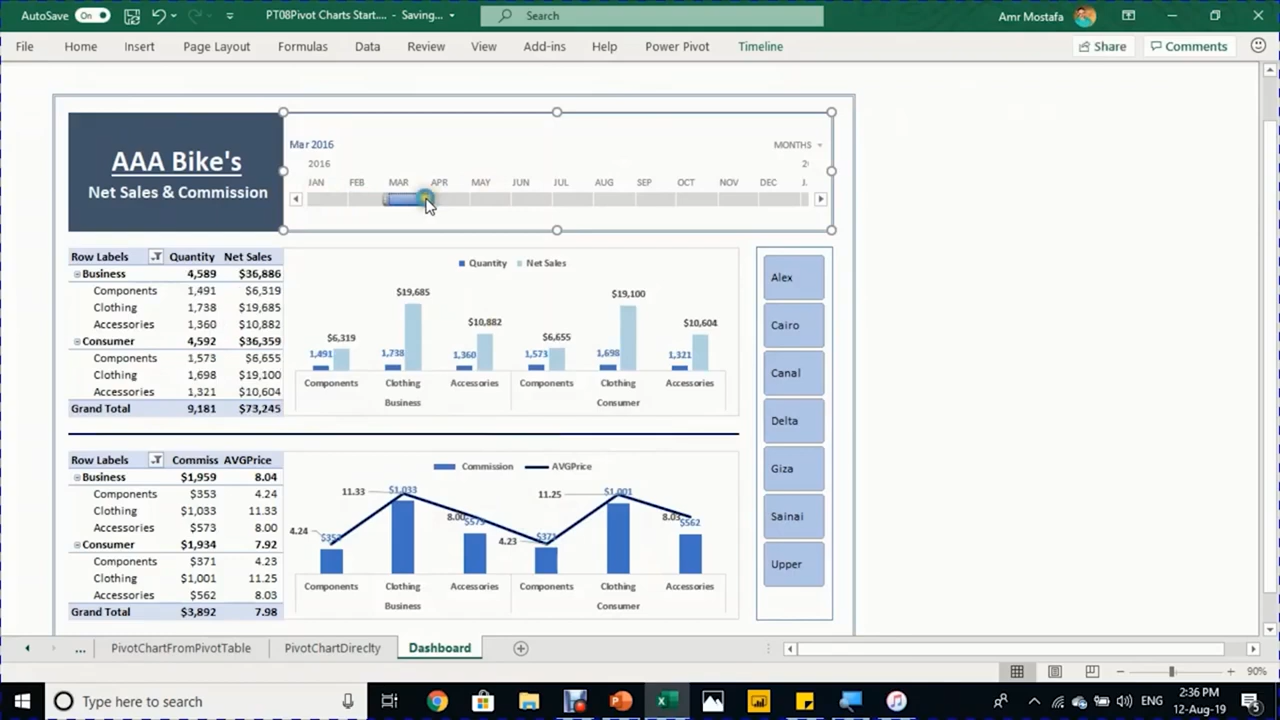 AutoSave On PT08Pivot Charts Start.... - Saving... Search Amr Mostafa
File Home Insert Page Layout Formulas Data Review View Add-ins Help Power Pivot Timeline Share Comments
AAA Bike's
Net Sales & Commission
Mar 2016 MONTHS
2016
JAN FEB MAR APR MAY JUN JUL AUG SEP OCT NOV DEC J.
Row Labels Quantity Net Sales
Business 4,589 $36,886
Components 1,491 $6,319
Clothing 1,738 $19,685
Accessories 1,360 $10,882
Consumer 4,592 $36,359
Components 1,573 $6,655
Clothing 1,698 $19,100
Accessories 1,321 $10,604
Grand Total 9,181 $73,245
Quantity Net Sales
$19,685 $19,100
$10,882 $10,604
$6,319 $6,655
1,491 1,738 1,360 1,573 1,698 1,321
Components Clothing Accessories Components Clothing Accessories
Business Consumer
Alex
Cairo
Canal
Delta
Giza
Sainai
Upper
Row Labels Commiss AVGPrice
Business $1,959 8.04
Components $353 4.24
Clothing $1,033 11.33
Accessories $573 8.00
Consumer $1,934 7.92
Components $371 4.23
Clothing $1,001 11.25
Accessories $562 8.03
Grand Total $3,892 7.98
Commission AVGPrice
11.33 $1,033 11.25 $1,001
8.00 $573 8.03 $562
4.24 4.23
Components Clothing Accessories Components Clothing Accessories
Business Consumer
... PivotChartFromPivotTable PivotChartDireclty Dashboard
90%
Type here to search ENG 2:36 PM
12-Aug-19 5